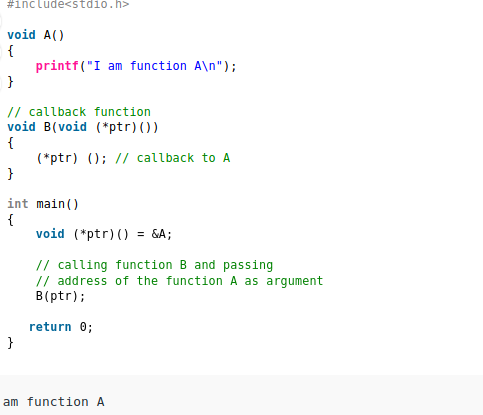 #include<stdio.h>
void A()
{
    printf("I am function A\n");
}
// callback function
void B(void (*ptr)())
{
    (*ptr) (); // callback to A
}
int main()
{
    void (*ptr)() = &A;
    // calling function B and passing
    // address of the function A as argument
    B(ptr);
   return 0;
}
am function A